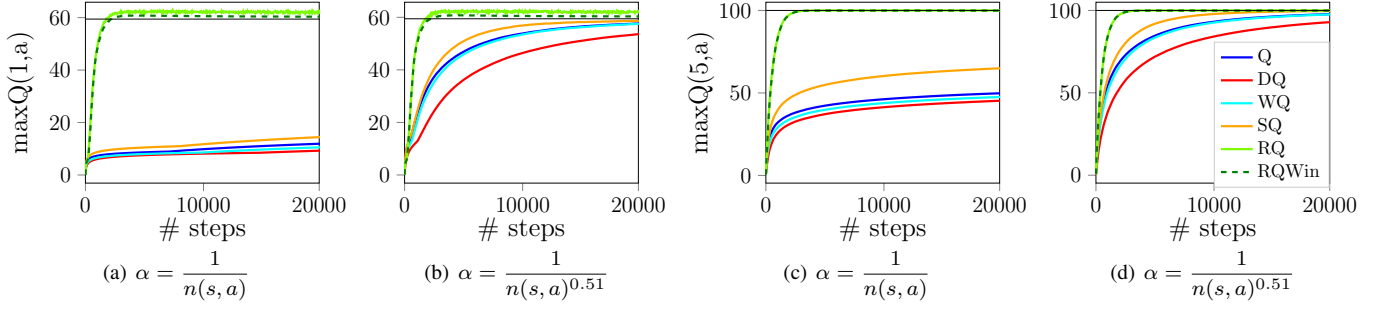 maxQ(1,a)
60
40
20
0
0 10000 20000
# steps
(a) α = 1 / n(s, a)
60
40
20
0
0 10000 20000
# steps
(b) α = 1 / n(s, a)^0.51
maxQ(5,a)
100
50
0
0 10000 20000
# steps
(c) α = 1 / n(s, a)
100
50
0
0 10000 20000
# steps
Q
DQ
WQ
SQ
RQ
RQWin
(d) α = 1 / n(s, a)^0.51